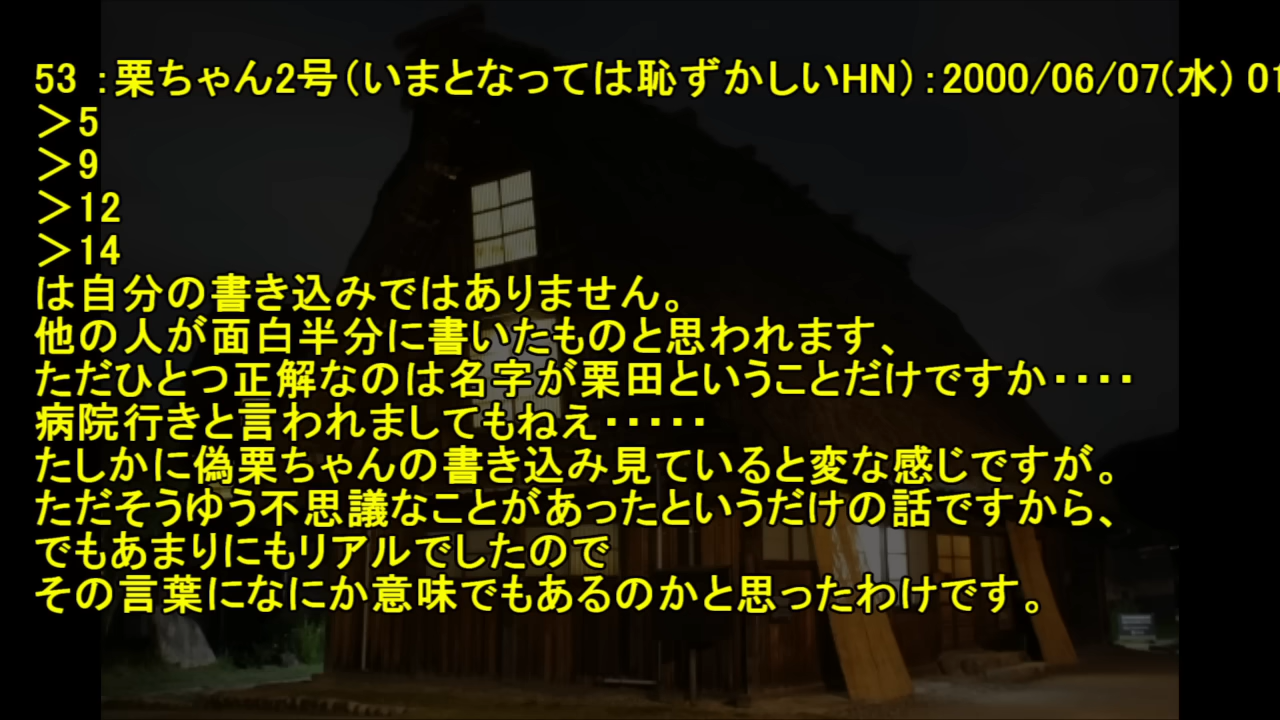 53 ：栗ちゃん2号（いまとなっては恥ずかしいHN）：2000/06/07(水) 01
＞5
＞9
＞12
＞14
は自分の書き込みではありません。
他の人が面白半分に書いたものと思われます、
ただひとつ正解なのは名字が栗田ということだけですか・・・・
病院行きと言われましてもねえ・・・・・
たしかに偽栗ちゃんの書き込み見ていると変な感じですが。
ただそうゆう不思議なことがあったというだけの話ですから、
でもあまりにもリアルでしたので
その言葉になにか意味でもあるのかと思ったわけです。